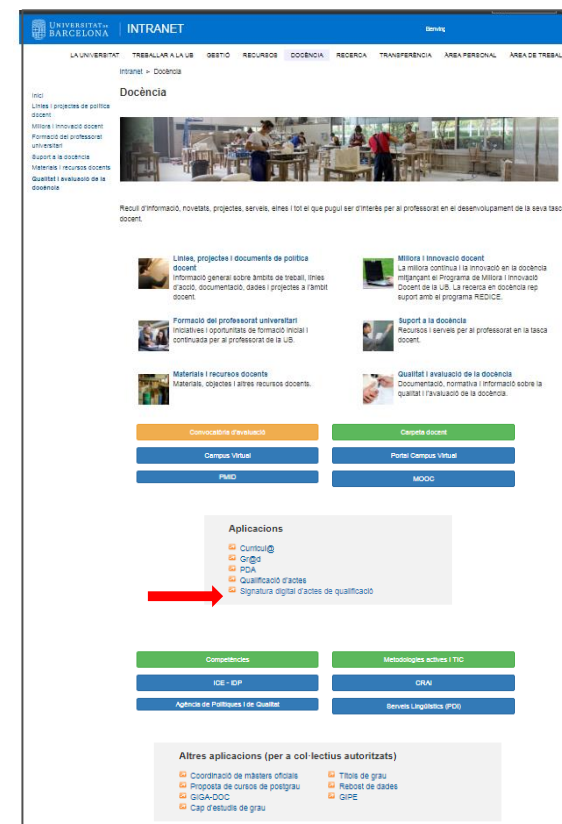 UNIVERSITAT DE
BARCELONA
INTRANET
LA UNIVERSITAT TREBALLAR A LA UB GESTIÓ RECURSOS DOCÈNCIA RECERCA TRANSFERÈNCIA ÀREA PERSONAL ÀREA DE TREBAL
Intranet > Docència
Inici
Línies i projectes de política
docent
Millora i innovació docent
Formació del professorat
universitari
Suport a la docència
Materials i recursos docents
Qualitat i avaluació de la
docència
Docència
Recull d'informació, novetats, projectes, serveis, eines i tot el que pugui ser d'interès per al professorat en el desenvolupament de la seva tasc
docent.
Línies, projectes i documents de política
docent
Informació general sobre àmbits de treball, línies
d'acció, documentació, dades i projectes a l'àmbit
docent.
Millora i innovació docent
La millora contínua i la innovació en la docència
mitjançant el Programa de Millora i Innovació
Docent de la UB. La recerca en docència rep
suport amb el programa REDICE.
Formació del professorat universitari
Iniciatives i oportunitats de formació inicial i
continuada per al professorat de la UB.
Suport a la docència
Recursos i serveis per al professorat en la tasca
docent.
Materials i recursos docents
Materials, objectes i altres recursos docents.
Qualitat i avaluació de la docència
Documentació, normativa i informació sobre la
qualitat i l'avaluació de la docència.
Convocatòria d'avaluació
Carpeta docent
Campus Virtual
Portal Campus Virtual
PMID
MOOC
Aplicacions
Curricul@
Gr@d
PDA
Qualificació d'actes
Signatura digital d'actes de qualificació
Competències
Metodologies actives i TIC
ICE - IDP
CRAI
Agència de Polítiques i de Qualitat
Serveis Lingüístics (PDI)
Altres aplicacions (per a col·lectius autoritzats)
Coordinació de màsters oficials
Títols de grau
Proposta de cursos de postgrau
Rebost de dades
GIGA-DOC
GIPE
Cap d'estudis de grau